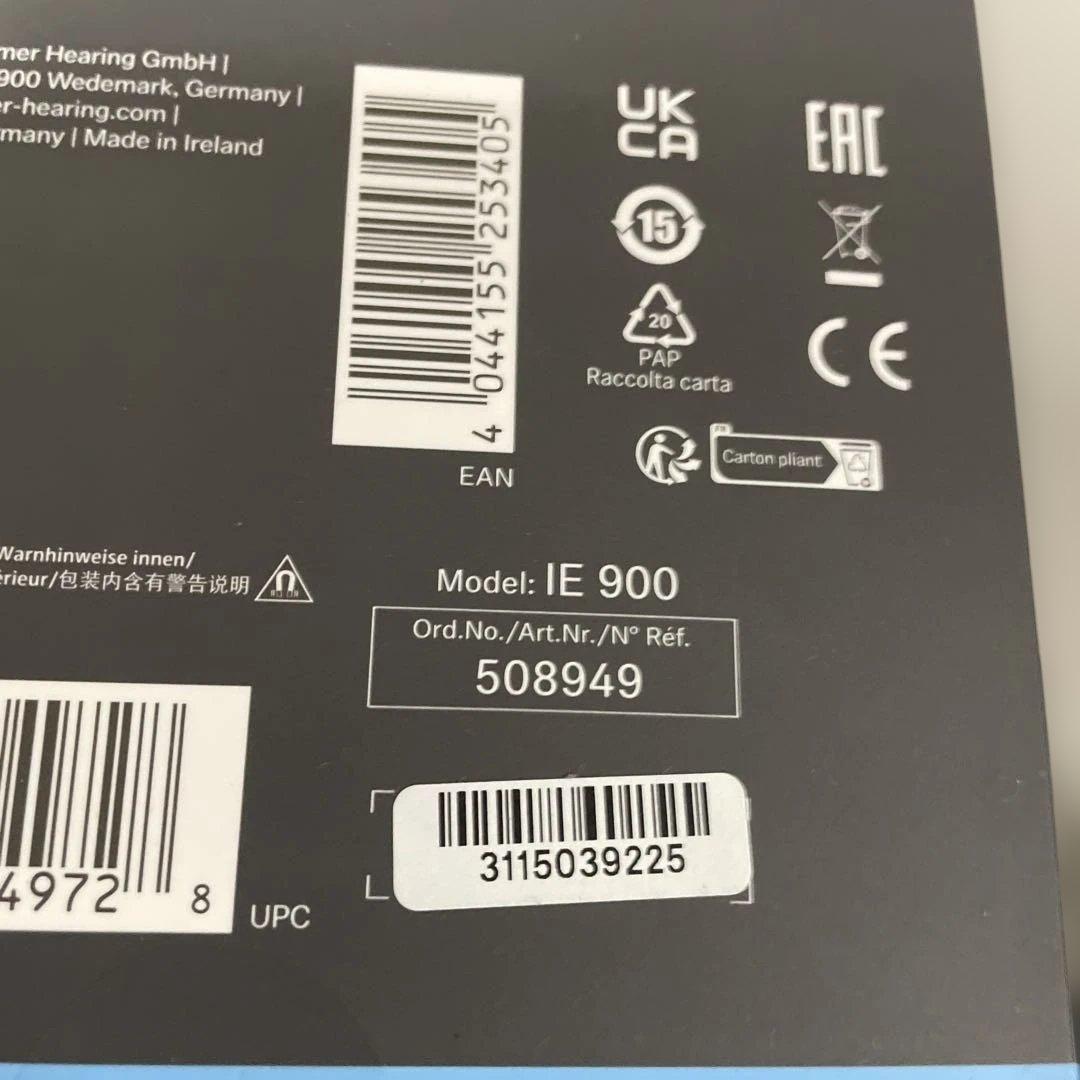 mer Hearing GmbH |
900 Wedemark, Germany |
er-hearing.com |
many | Made in Ireland
4 044155 253405
EAN
UK
CA
EAC
15
20
PAP
Raccolta carta
CE
FR
Carton pliant
Warnhinweise innen/
érieur/包装内含有警告说明
Model: IE 900
Ord.No./Art.Nr./N° Réf.
508949
4972 8
UPC
3115039225